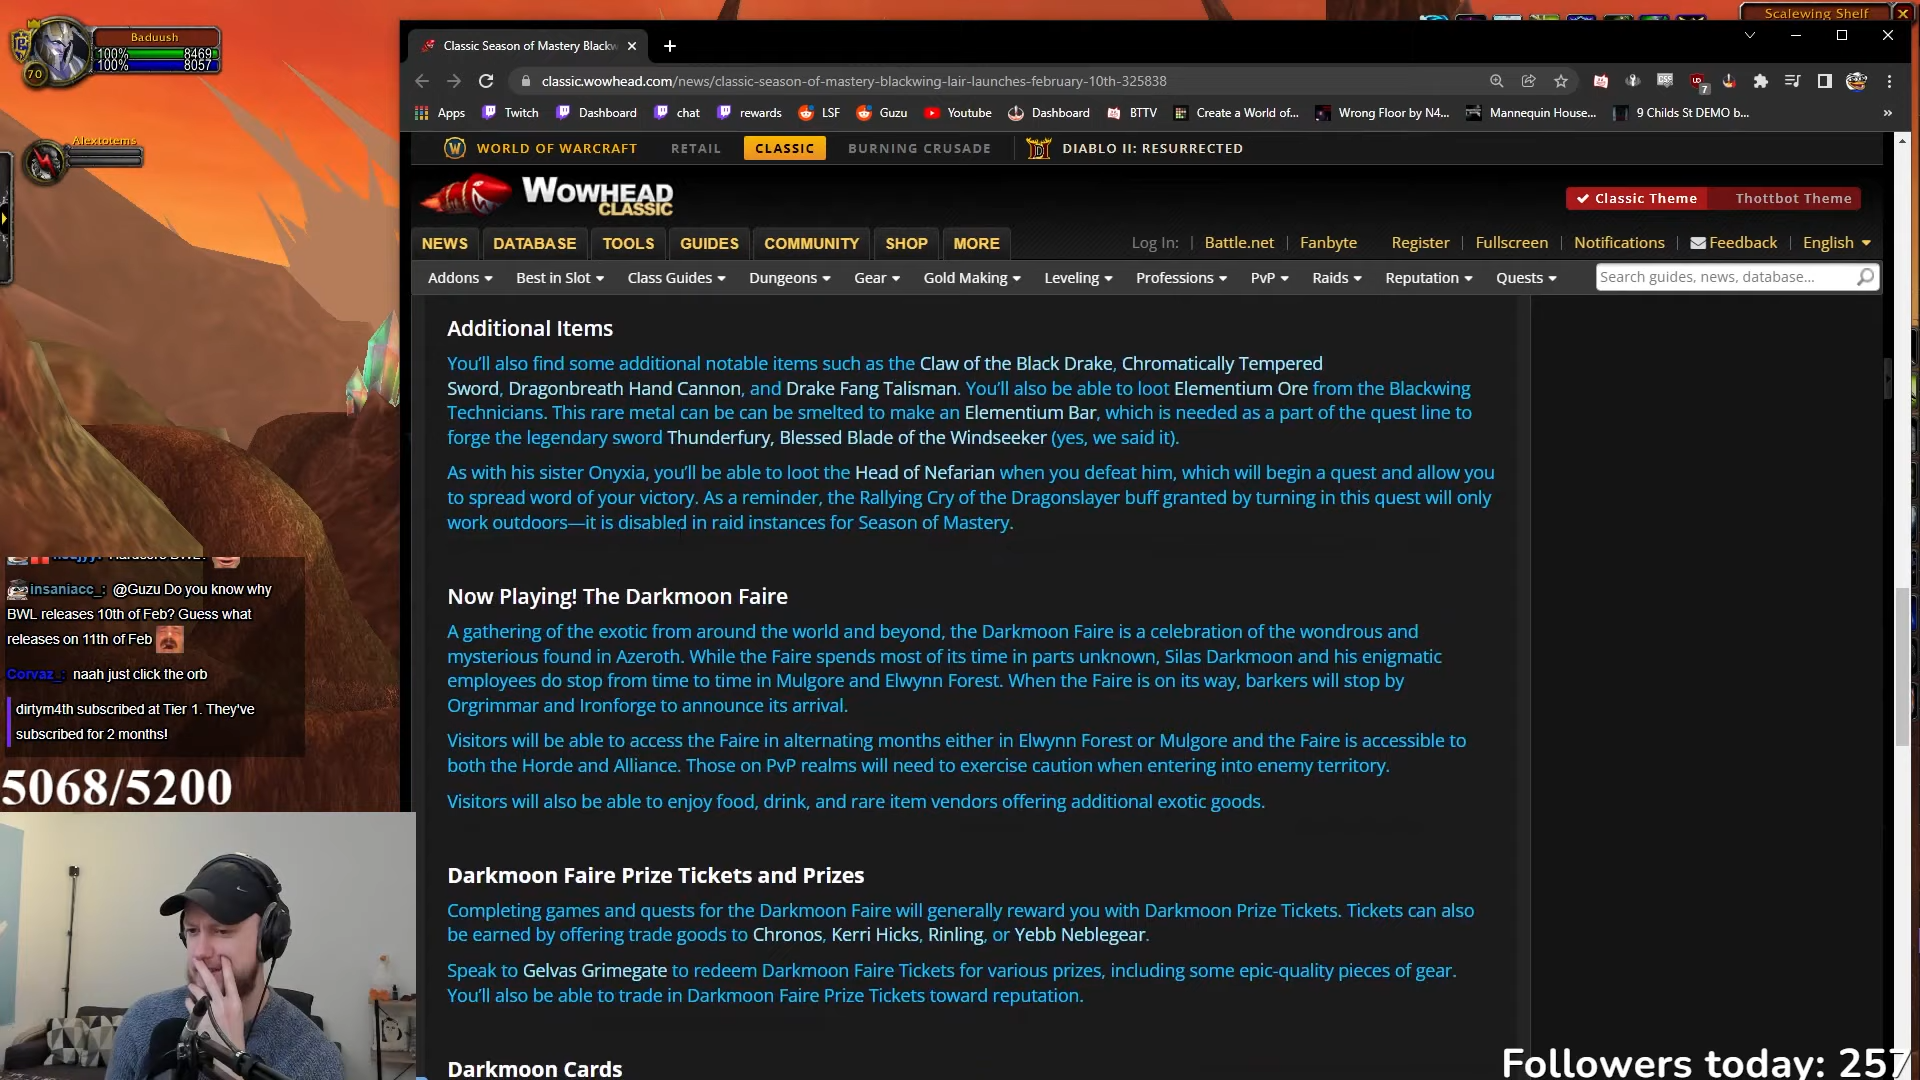 Baduush
100% 8469
100% 8057
70
Alextotems
Scalewing Shelf
Classic Season of Mastery Blackw
classic.wowhead.com/news/classic-season-of-mastery-blackwing-lair-launches-february-10th-325838
7
Apps Twitch Dashboard chat rewards LSF Guzu Youtube Dashboard BTTV Create a World of... Wrong Floor by N4... Mannequin House... 9 Childs St DEMO b... »
WORLD OF WARCRAFT RETAIL CLASSIC BURNING CRUSADE DIABLO II: RESURRECTED
WOWHEAD
CLASSIC
Classic Theme Thottbot Theme
NEWS DATABASE TOOLS GUIDES COMMUNITY SHOP MORE Log In: | Battle.net | Fanbyte Register | Fullscreen | Notifications | Feedback | English
Addons Best in Slot Class Guides Dungeons Gear Gold Making Leveling Professions PvP Raids Reputation Quests Search guides, news, database...
Additional Items
You'll also find some additional notable items such as the Claw of the Black Drake, Chromatically Tempered
Sword, Dragonbreath Hand Cannon, and Drake Fang Talisman. You'll also be able to loot Elementium Ore from the Blackwing
Technicians. This rare metal can be can be smelted to make an Elementium Bar, which is needed as a part of the quest line to
forge the legendary sword Thunderfury, Blessed Blade of the Windseeker (yes, we said it).
As with his sister Onyxia, you'll be able to loot the Head of Nefarian when you defeat him, which will begin a quest and allow you
to spread word of your victory. As a reminder, the Rallying Cry of the Dragonslayer buff granted by turning in this quest will only
work outdoors—it is disabled in raid instances for Season of Mastery.
Now Playing! The Darkmoon Faire
A gathering of the exotic from around the world and beyond, the Darkmoon Faire is a celebration of the wondrous and
mysterious found in Azeroth. While the Faire spends most of its time in parts unknown, Silas Darkmoon and his enigmatic
employees do stop from time to time in Mulgore and Elwynn Forest. When the Faire is on its way, barkers will stop by
Orgrimmar and Ironforge to announce its arrival.
Visitors will be able to access the Faire in alternating months either in Elwynn Forest or Mulgore and the Faire is accessible to
both the Horde and Alliance. Those on PvP realms will need to exercise caution when entering into enemy territory.
Visitors will also be able to enjoy food, drink, and rare item vendors offering additional exotic goods.
Darkmoon Faire Prize Tickets and Prizes
Completing games and quests for the Darkmoon Faire will generally reward you with Darkmoon Prize Tickets. Tickets can also
be earned by offering trade goods to Chronos, Kerri Hicks, Rinling, or Yebb Neblegear.
Speak to Gelvas Grimegate to redeem Darkmoon Faire Tickets for various prizes, including some epic-quality pieces of gear.
You'll also be able to trade in Darkmoon Faire Prize Tickets toward reputation.
Darkmoon Cards
insaniacc_: @Guzu Do you know why
BWL releases 10th of Feb? Guess what
releases on 11th of Feb
Corvaz_: naah just click the orb
dirtym4th subscribed at Tier 1. They've
subscribed for 2 months!
5068/5200
Followers today: 257